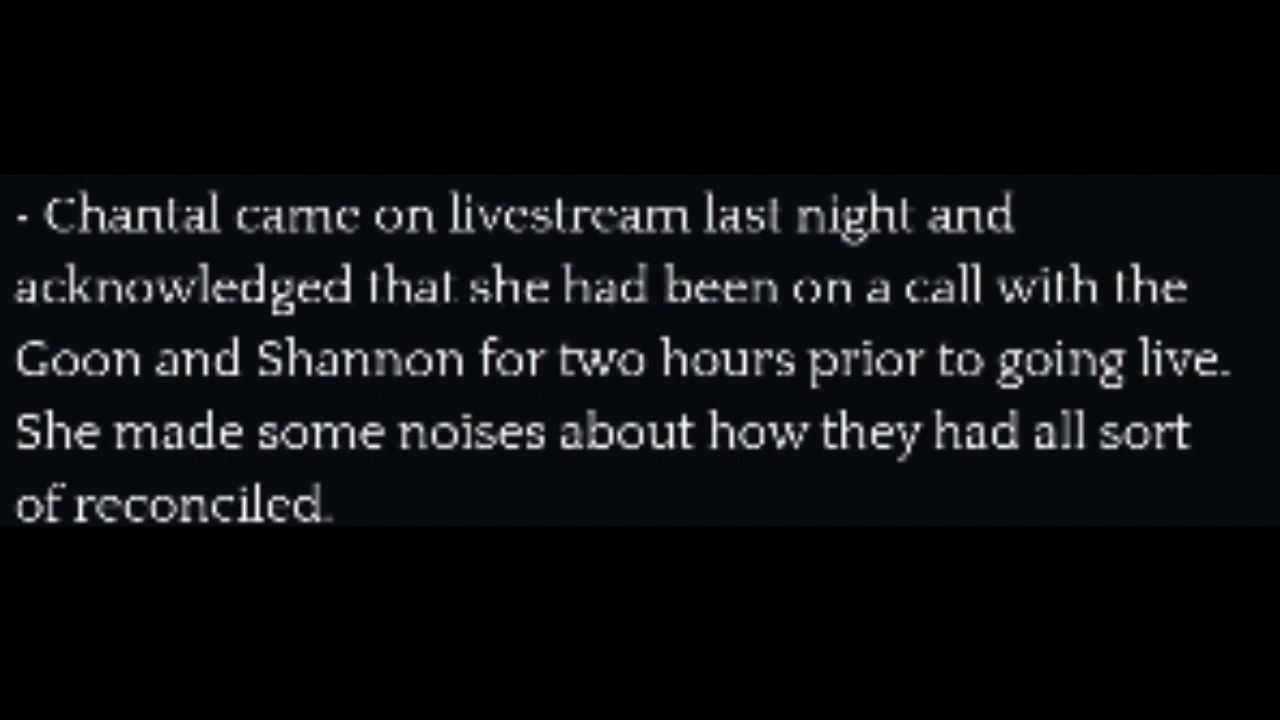 - Chantal came on livestream last night and
acknowledged that she had been on a call with the
Goon and Shannon for two hours prior to going live.
She made some noises about how they had all sort
of reconciled.